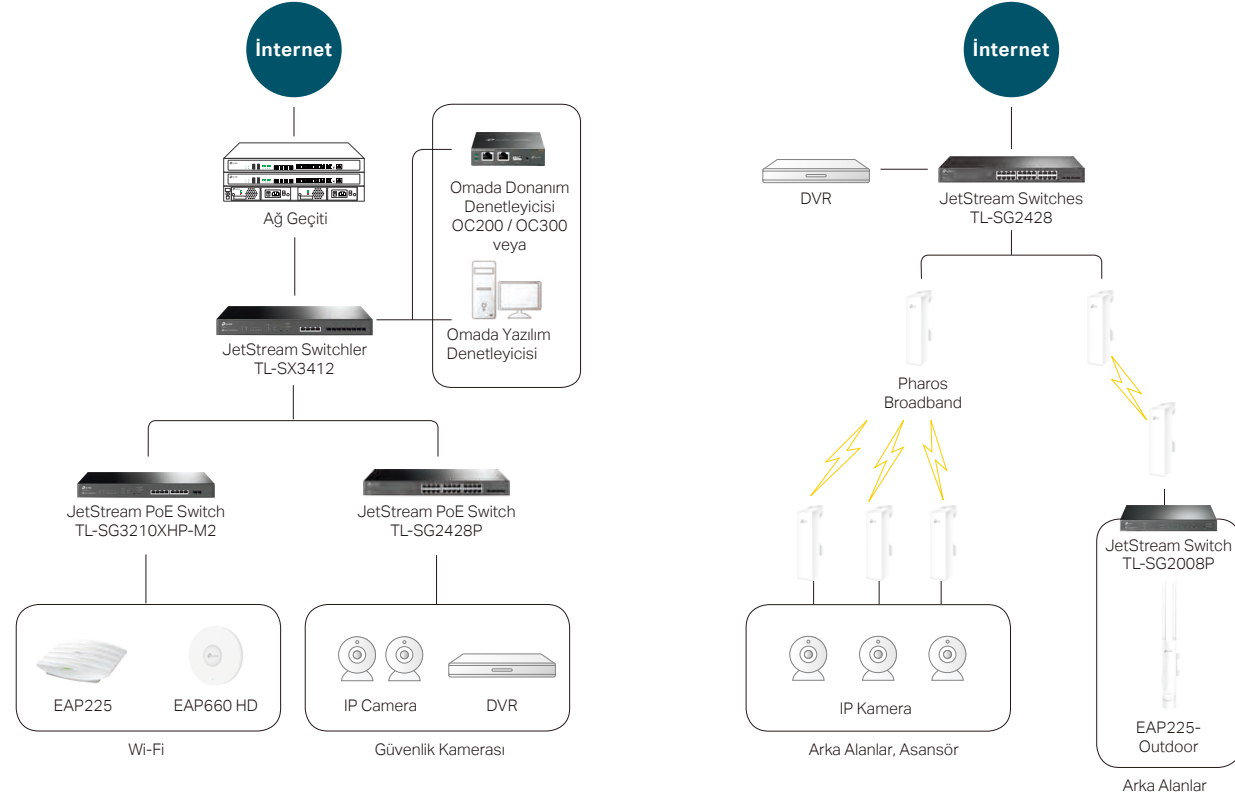 İnternet
Ağ Geçiti
Omada Donanım
Denetleyicisi
OC200 / OC300
veya
Omada Yazılım
Denetleyicisi
JetStream Switchler
TL-SX3412
JetStream PoE Switch
TL-SG3210XHP-M2
JetStream PoE Switch
TL-SG2428P
EAP225
EAP660 HD
IP Camera
DVR
Wi-Fi
Güvenlik Kamerası
İnternet
DVR
JetStream Switches
TL-SG2428
Pharos
Broadband
JetStream Switch
TL-SG2008P
IP Kamera
EAP225-
Outdoor
Arka Alanlar, Asansör
Arka Alanlar